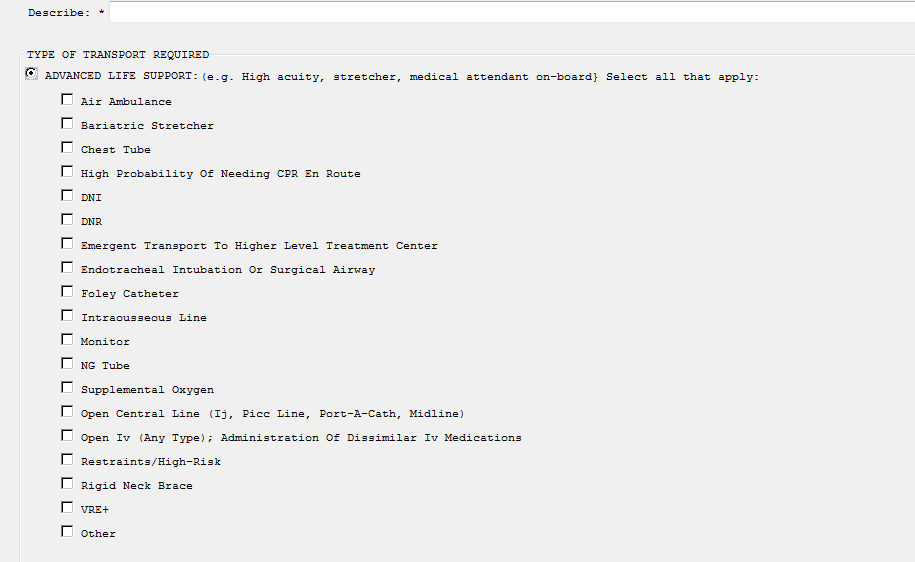 Describe: *
TYPE OF TRANSPORT REQUIRED
ADVANCED LIFE SUPPORT:(e.g. High acuity, stretcher, medical attendant on-board} Select all that apply:
Air Ambulance
Bariatric Stretcher
Chest Tube
High Probability Of Needing CPR En Route
DNI
DNR
Emergent Transport To Higher Level Treatment Center
Endotracheal Intubation Or Surgical Airway
Foley Catheter
Intraousseous Line
Monitor
NG Tube
Supplemental Oxygen
Open Central Line (Ij, Picc Line, Port-A-Cath, Midline)
Open Iv (Any Type); Administration Of Dissimilar Iv Medications
Restraints/High-Risk
Rigid Neck Brace
VRE+
Other